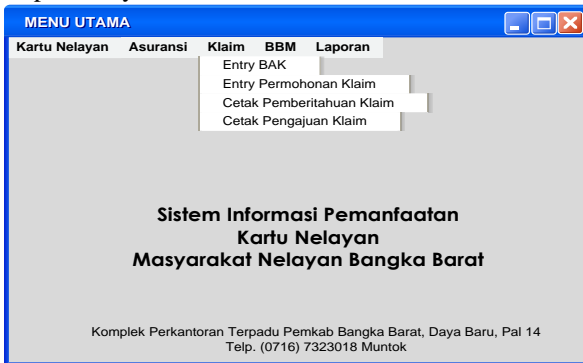 MENU UTAMA
Kartu Nelayan Asuransi Klaim BBM Laporan
Entry BAK
Entry Permohonan Klaim
Cetak Pemberitahuan Klaim
Cetak Pengajuan Klaim
Sistem Informasi Pemanfaatan
Kartu Nelayan
Masyarakat Nelayan Bangka Barat
Komplek Perkantoran Terpadu Pemkab Bangka Barat, Daya Baru, Pal 14
Telp. (0716) 7323018 Muntok